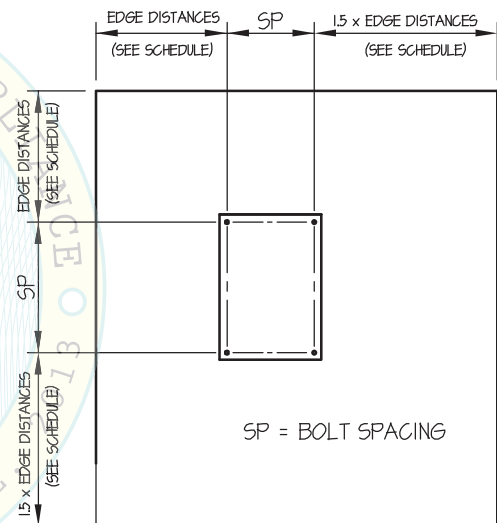 EDGE DISTANCES
(SEE SCHEDULE)
SP
1.5 x EDGE DISTANCES
(SEE SCHEDULE)
EDGE DISTANCES
(SEE SCHEDULE)
SP
1.5 x EDGE DISTANCES
(SEE SCHEDULE)
SP = BOLT SPACING
2013